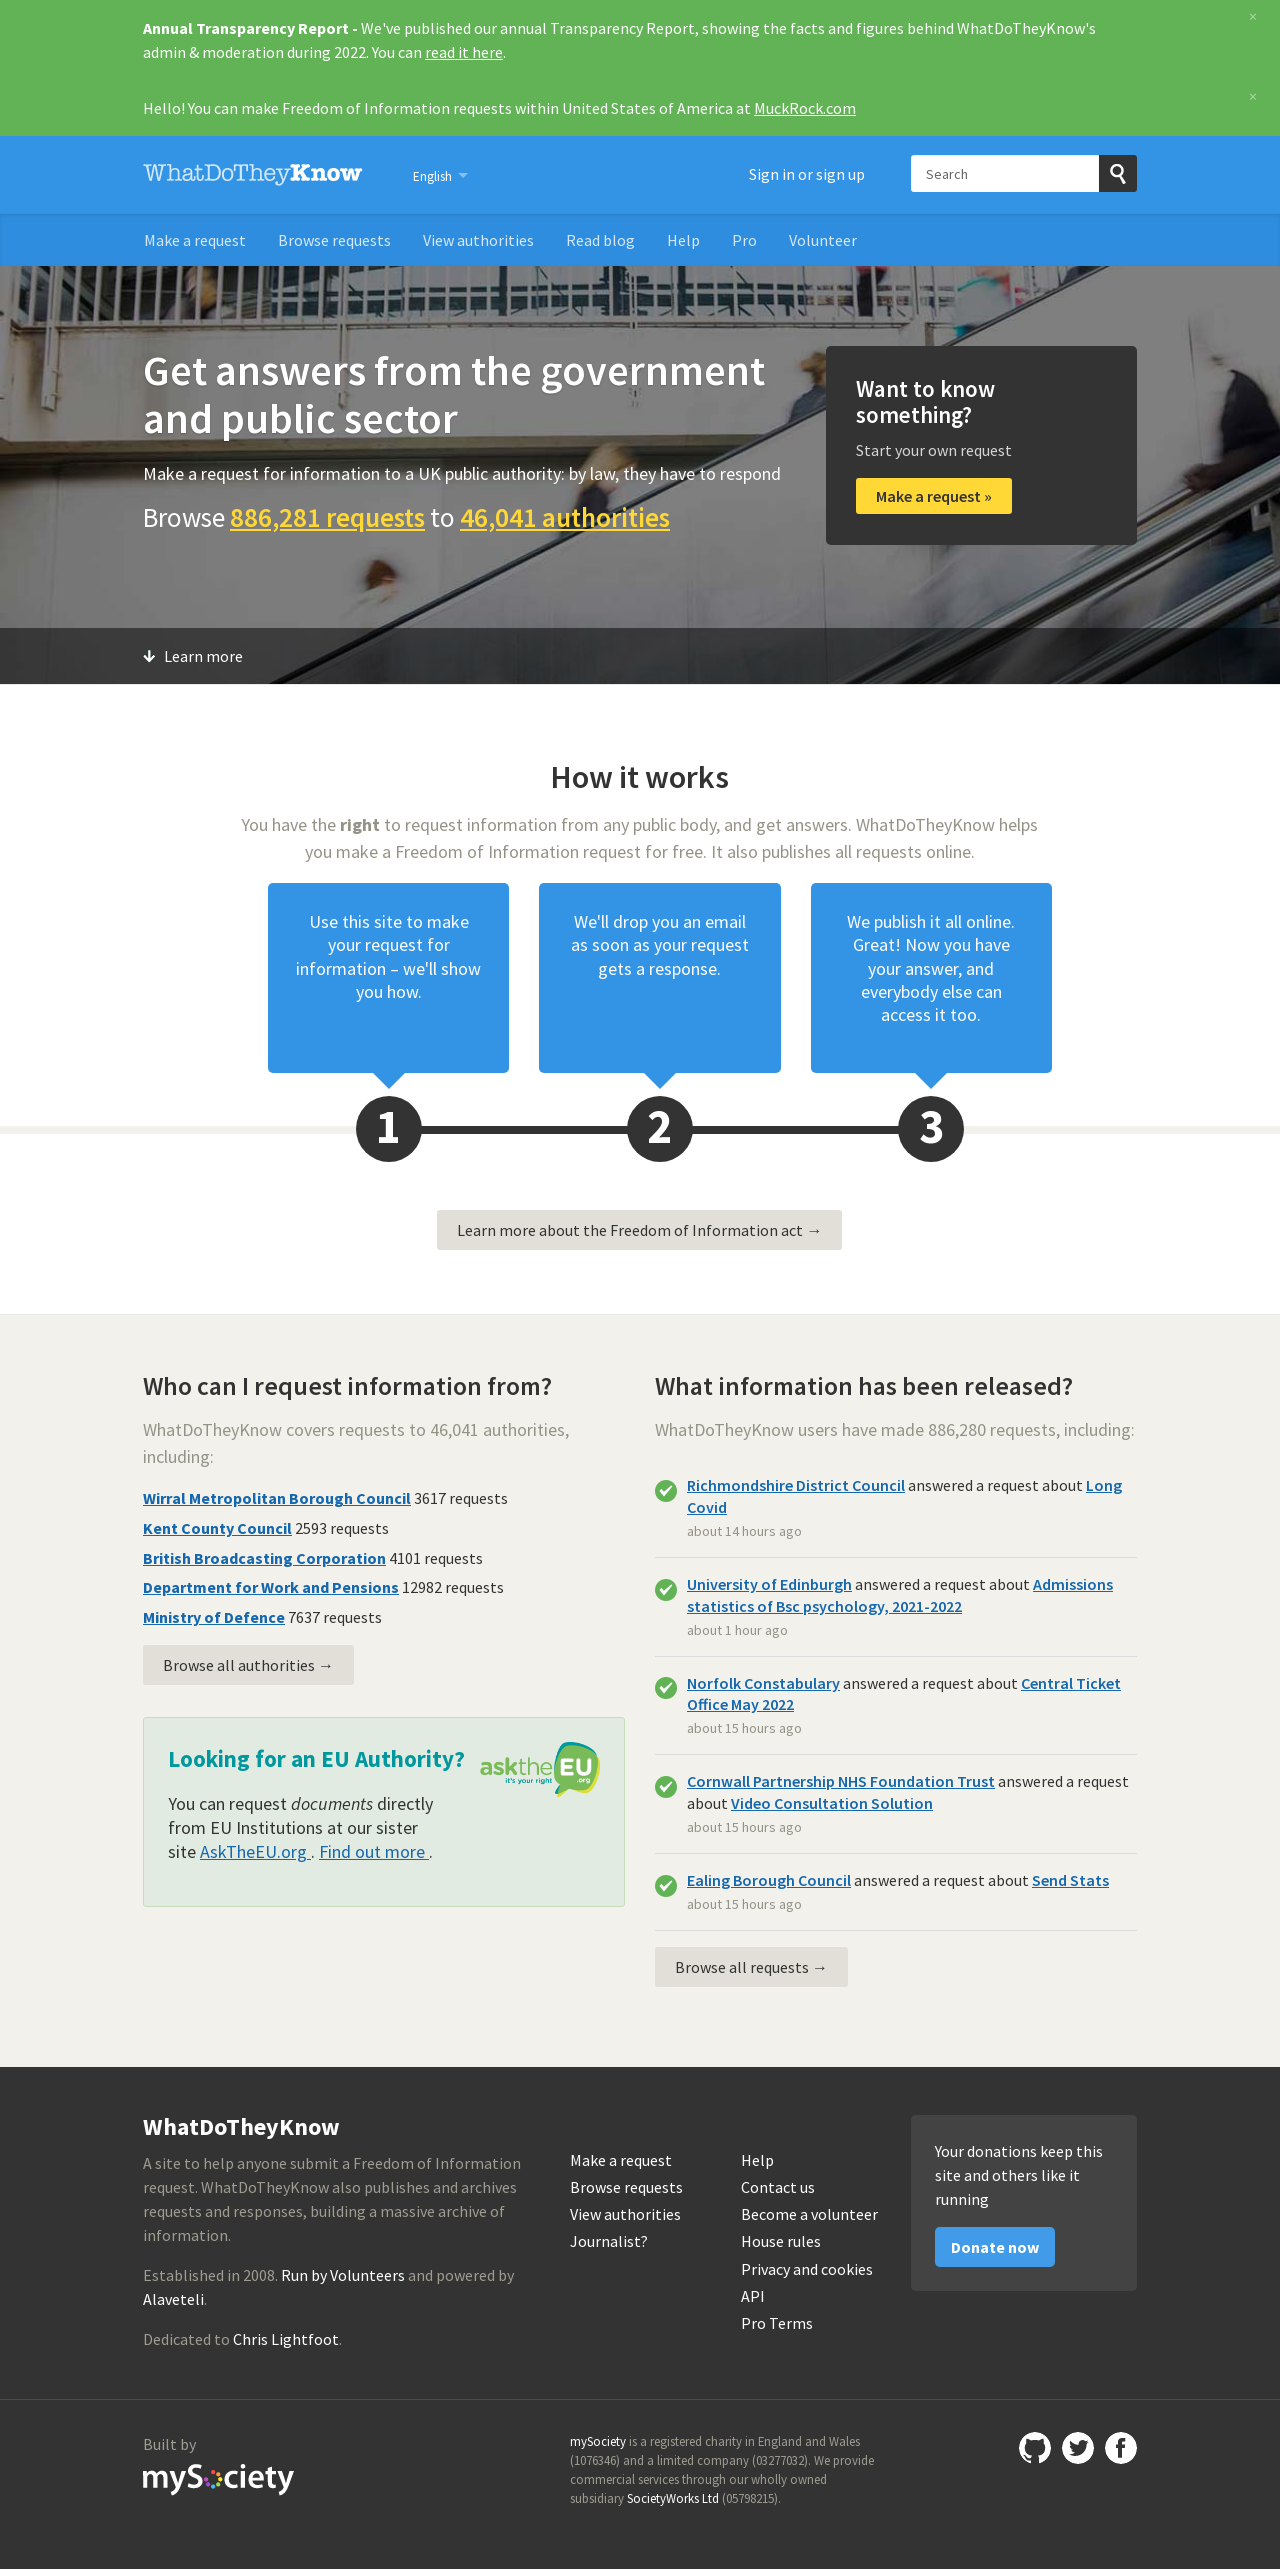 Annual Transparency Report - We've published our annual Transparency Report, showing the facts and figures behind WhatDoTheyKnow's
admin & moderation during 2022. You can read it here.
×
Hello! You can make Freedom of Information requests within United States of America at MuckRock.com
×
WhatDoTheyKnow
English
Sign in or sign up
Search
Make a request
Browse requests
View authorities
Read blog
Help
Pro
Volunteer
Get answers from the government
and public sector
Make a request for information to a UK public authority: by law, they have to respond
Browse 886,281 requests to 46,041 authorities
Want to know
something?
Start your own request
Make a request »
Learn more
How it works
You have the right to request information from any public body, and get answers. WhatDoTheyKnow helps
you make a Freedom of Information request for free. It also publishes all requests online.
Use this site to make
your request for
information – we'll show
you how.
We'll drop you an email
as soon as your request
gets a response.
We publish it all online.
Great! Now you have
your answer, and
everybody else can
access it too.
1
2
3
Learn more about the Freedom of Information act →
Who can I request information from?
WhatDoTheyKnow covers requests to 46,041 authorities,
including:
Wirral Metropolitan Borough Council 3617 requests
Kent County Council 2593 requests
British Broadcasting Corporation 4101 requests
Department for Work and Pensions 12982 requests
Ministry of Defence 7637 requests
Browse all authorities →
Looking for an EU Authority?
asktheEU
.org
it's your right
You can request documents directly
from EU Institutions at our sister
site AskTheEU.org . Find out more .
What information has been released?
WhatDoTheyKnow users have made 886,280 requests, including:
Richmondshire District Council answered a request about Long
Covid
about 14 hours ago
University of Edinburgh answered a request about Admissions
statistics of Bsc psychology, 2021-2022
about 1 hour ago
Norfolk Constabulary answered a request about Central Ticket
Office May 2022
about 15 hours ago
Cornwall Partnership NHS Foundation Trust answered a request
about Video Consultation Solution
about 15 hours ago
Ealing Borough Council answered a request about Send Stats
about 15 hours ago
Browse all requests →
WhatDoTheyKnow
A site to help anyone submit a Freedom of Information
request. WhatDoTheyKnow also publishes and archives
requests and responses, building a massive archive of
information.
Established in 2008. Run by Volunteers and powered by
Alaveteli.
Dedicated to Chris Lightfoot.
Make a request
Browse requests
View authorities
Journalist?
Help
Contact us
Become a volunteer
House rules
Privacy and cookies
API
Pro Terms
Your donations keep this
site and others like it
running
Donate now
Built by
mySociety
mySociety is a registered charity in England and Wales
(1076346) and a limited company (03277032). We provide
commercial services through our wholly owned
subsidiary SocietyWorks Ltd (05798215).